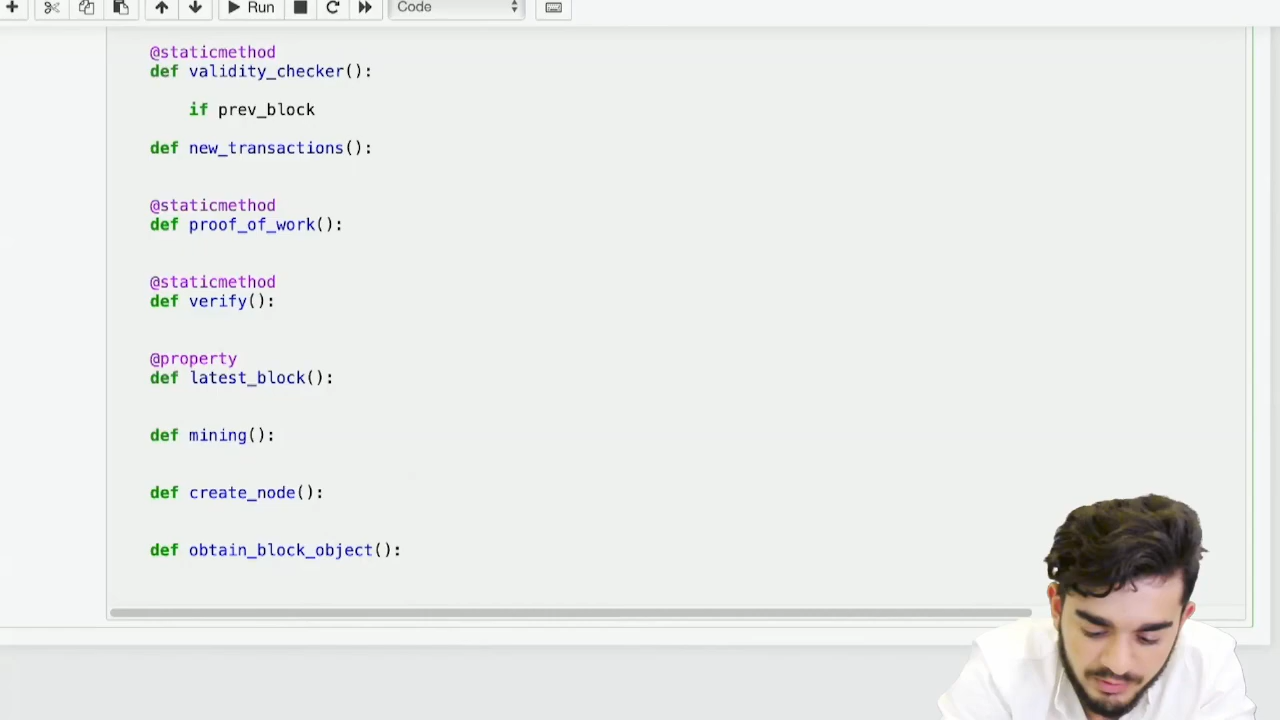 Run
Code
@staticmethod
def validity_checker():
if prev_block
def new_transactions():
@staticmethod
def proof_of_work():
@staticmethod
def verify():
@property
def latest_block():
def mining():
def create_node():
def obtain_block_object():